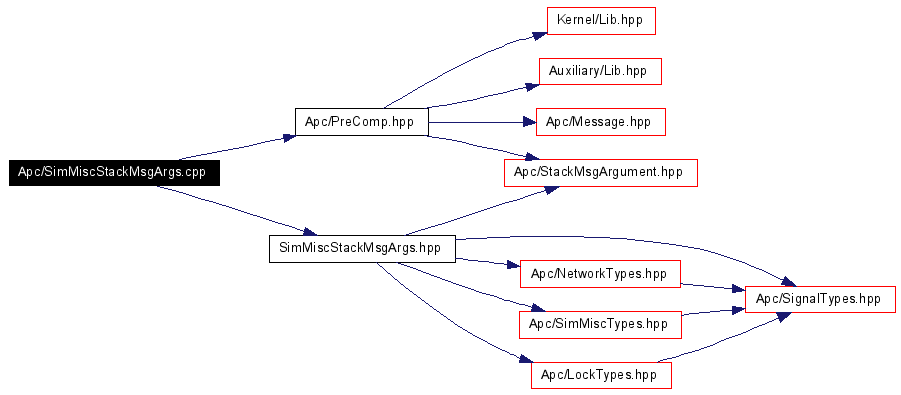 Kernel/Lib.hpp
Auxiliary/Lib.hpp
Apc/PreComp.hpp
Apc/Message.hpp
Apc/SimMiscStackMsgArgs.cpp
Apc/StackMsgArgument.hpp
SimMiscStackMsgArgs.hpp
Apc/NetworkTypes.hpp
Apc/SignalTypes.hpp
Apc/SimMiscTypes.hpp
Apc/LockTypes.hpp